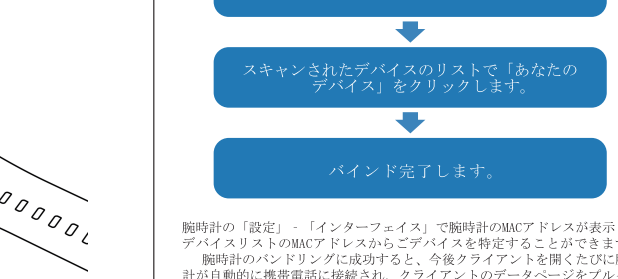 スキャンされたデバイスのリストで「あなたの
デバイス」をクリックします。
バインド完了します。
腕時計の「設定」-「インターフェイス」で腕時計のMACアドレスが表示
デバイスリストのMACアドレスからごデバイスを特定することができま
腕時計のバンドリングに成功すると、今後クライアントを開くたびに
計が自動的に携帯電話に接続され、クライアントのデータページをプル